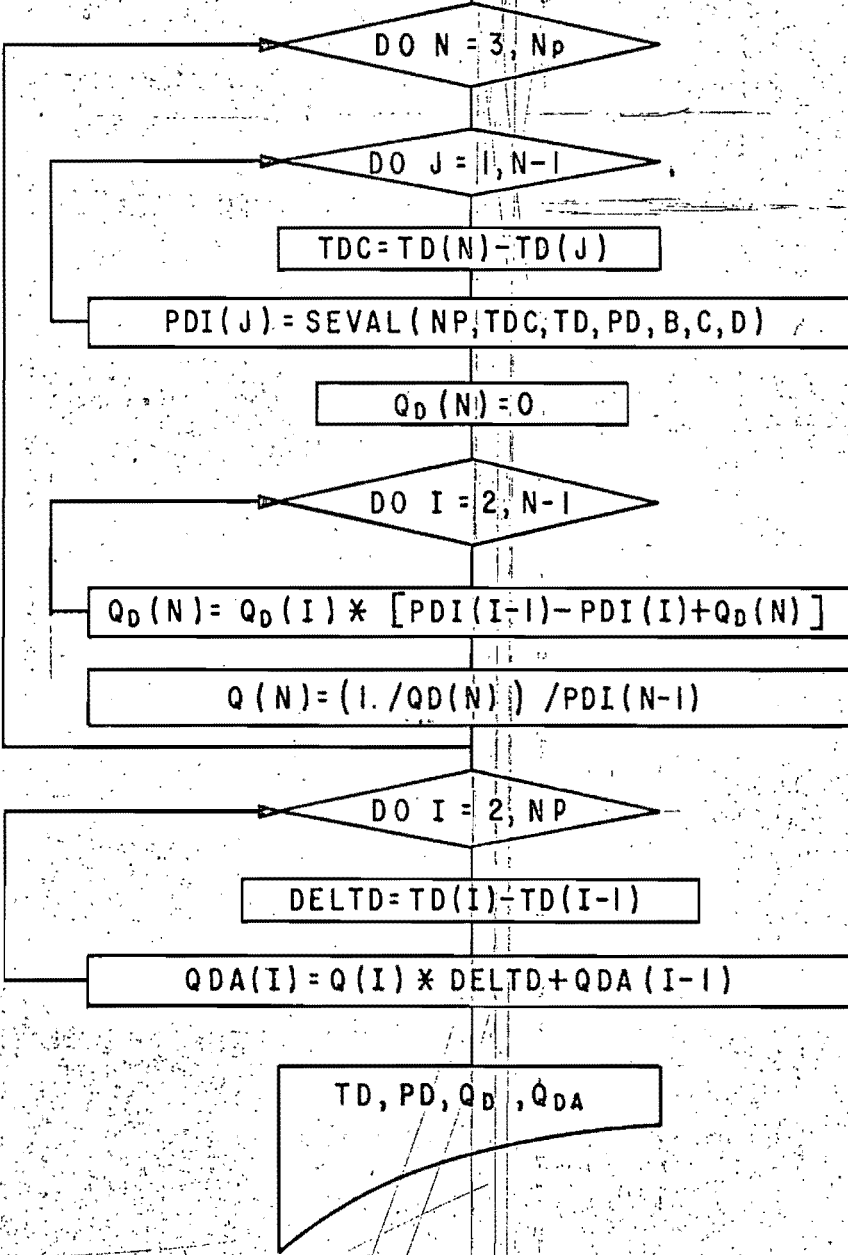 DO N = 3, Np
DO J = 1, N-1
TDC=TD(N)-TD(J)
PDI(J)=SEVAL(NP,TDC,TD,PD,B,C,D)
QD(N)=0
DO I = 2, N-1
QD(N)= QD(I) * [PDI(I-1)-PDI(I)+QD(N)]
Q(N)=(1./QD(N)) /PDI(N-1)
DO I = 2, NP
DELTD=TD(I)-TD(I-1)
QDA(I)=Q(I) * DELTD+QDA(I-1)
TD, PD, QD, QDA